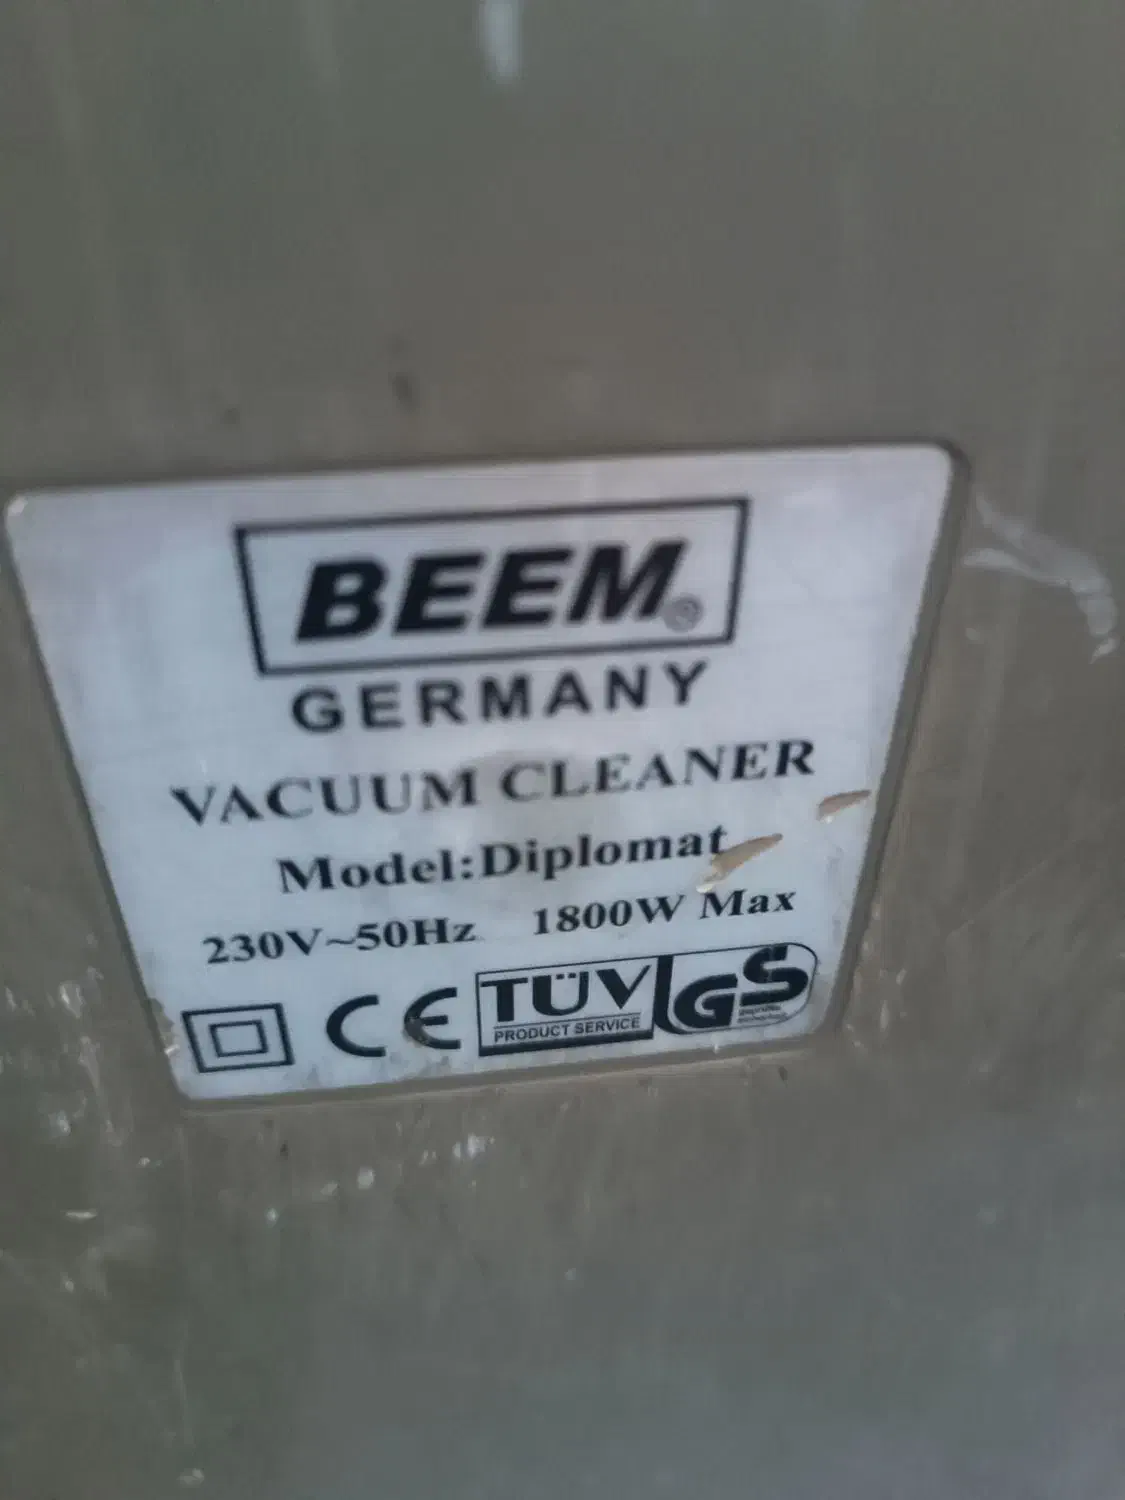 BEEM®
GERMANY
VACUUM CLEANER
Model:Diplomat
230V~50Hz 1800W Max
CE TÜV GS
PRODUCT SERVICE